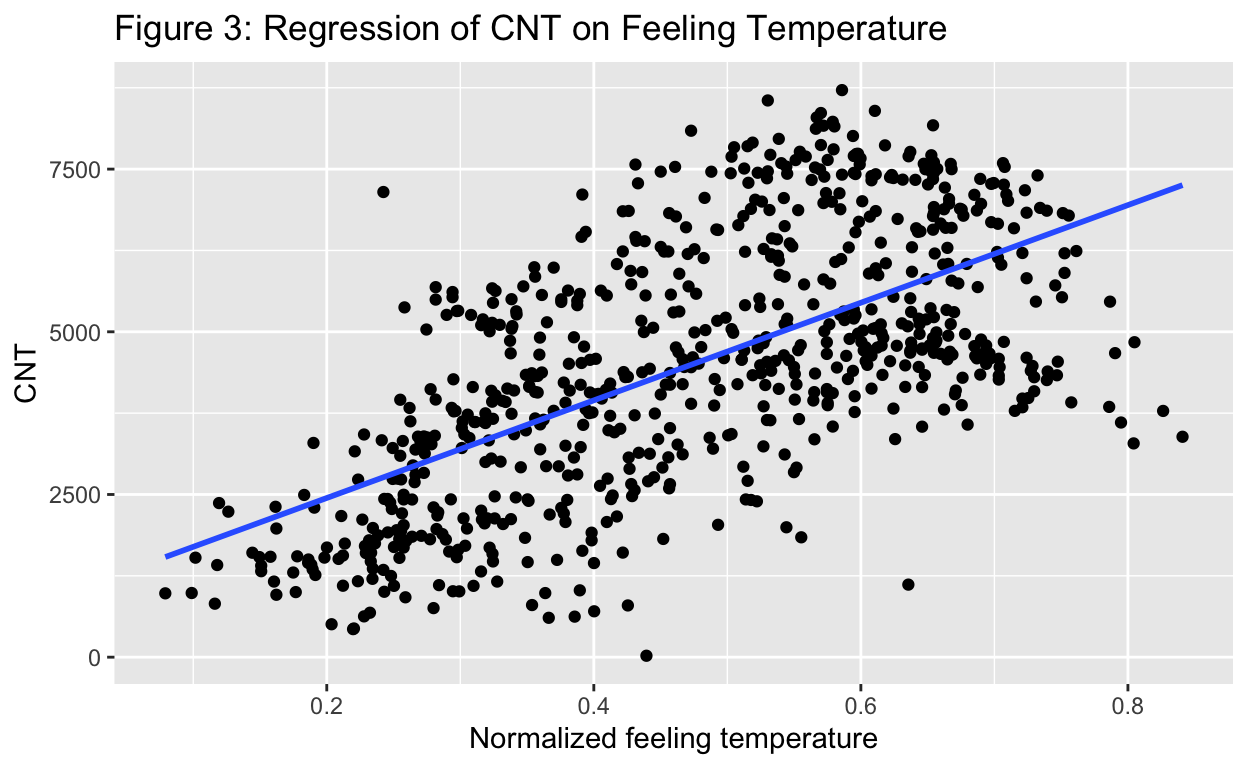 Figure 3: Regression of CNT on Feeling Temperature
CNT
7500
5000
2500
0
0.2
0.4
0.6
0.8
Normalized feeling temperature